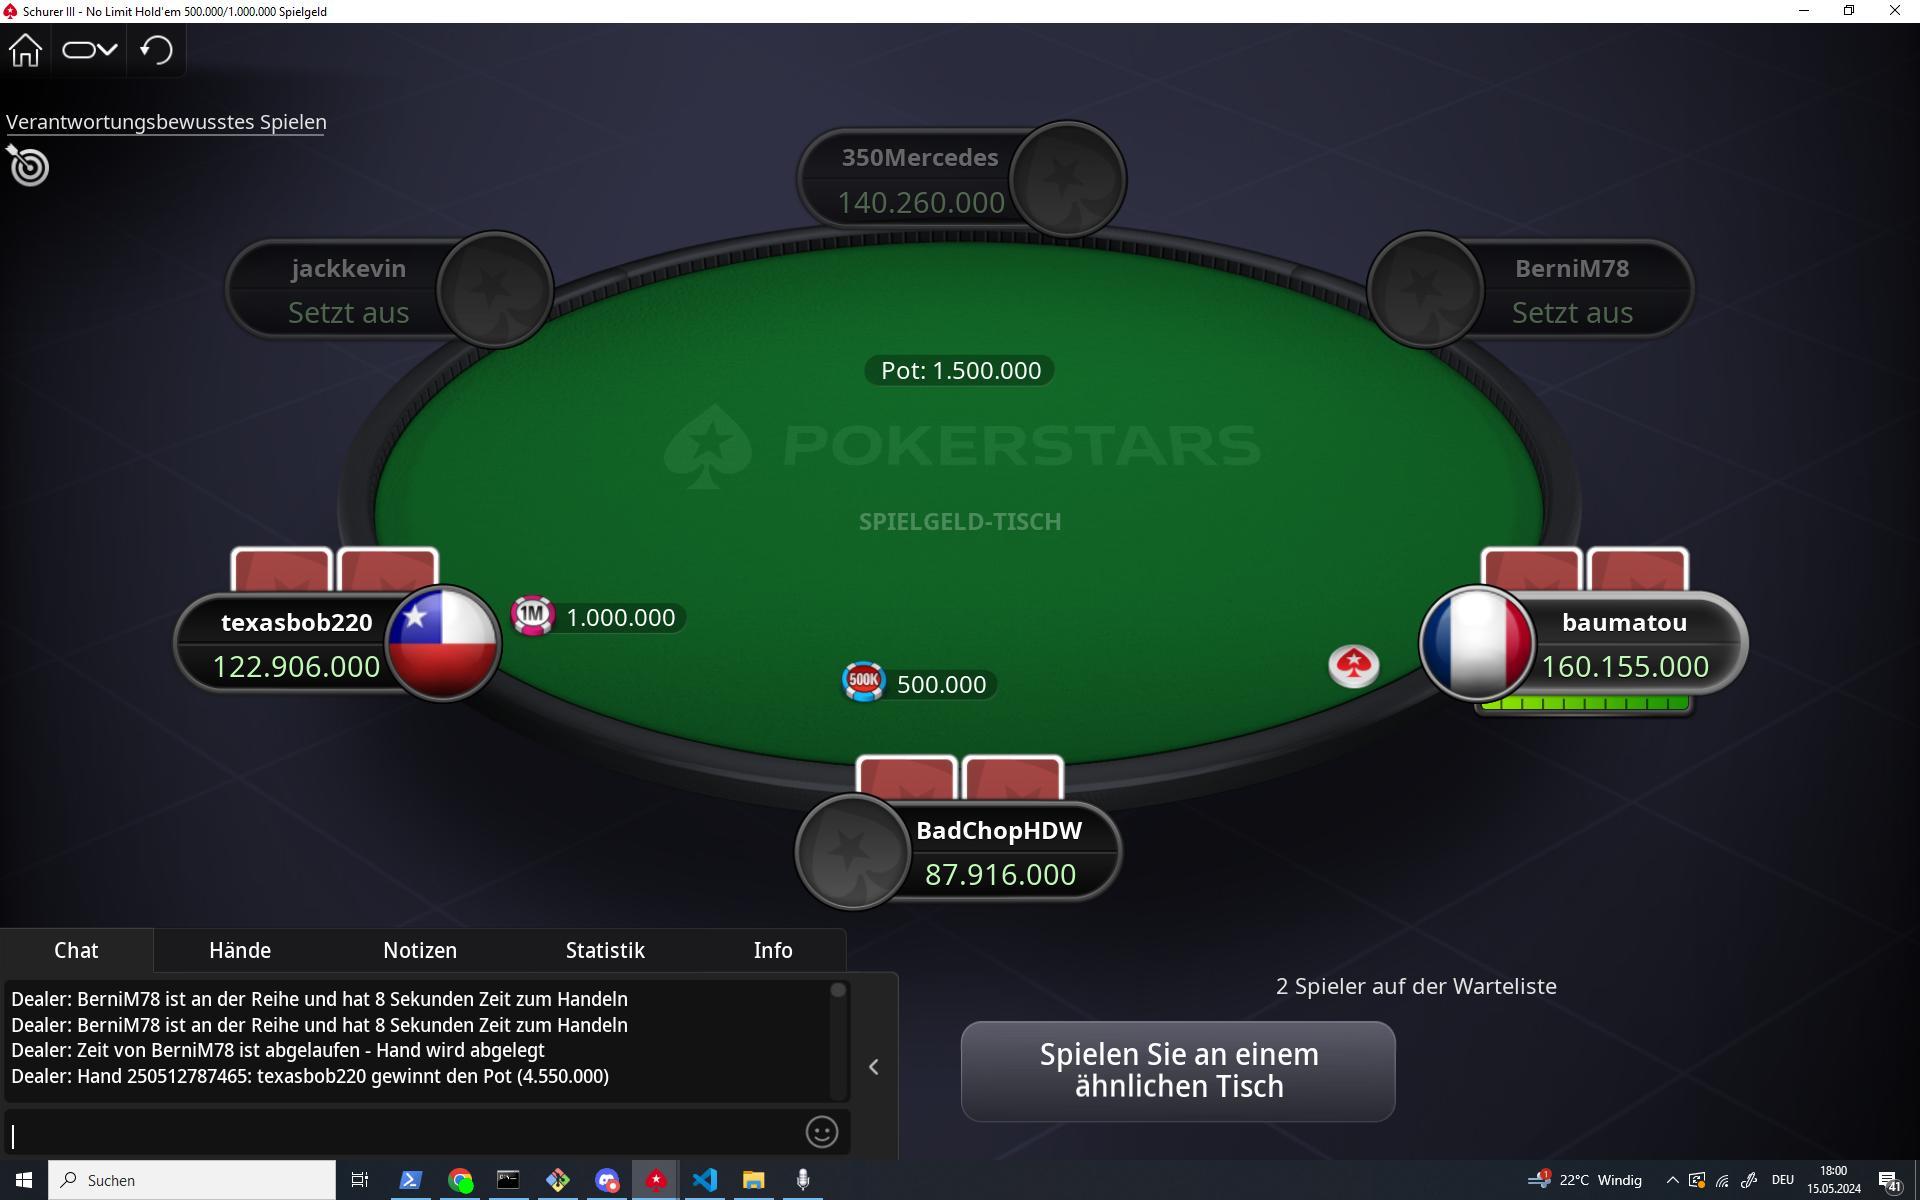 Schurer III - No Limit Hold'em 500.000/1.000.000 Spielgeld
Verantwortungsbewusstes Spielen
350Mercedes
140.260.000
jackkevin
Setzt aus
BerniM78
Setzt aus
Pot: 1.500.000
POKERSTARS
SPIELGELD-TISCH
texasbob220
122.906.000
1M
1.000.000
500K
500.000
baumatou
160.155.000
BadChopHDW
87.916.000
Chat
Hände
Notizen
Statistik
Info
Dealer: BerniM78 ist an der Reihe und hat 8 Sekunden Zeit zum Handeln
Dealer: BerniM78 ist an der Reihe und hat 8 Sekunden Zeit zum Handeln
Dealer: Zeit von BerniM78 ist abgelaufen - Hand wird abgelegt
Dealer: Hand 250512787465: texasbob220 gewinnt den Pot (4.550.000)
2 Spieler auf der Warteliste
Spielen Sie an einem
ähnlichen Tisch
Suchen
1
22°C Windig
DEU
18:00
15.05.2024
41